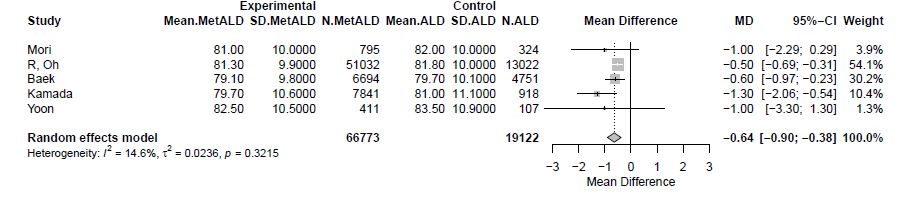 Experimental Control
Study Mean.MetALD SD.MetALD N.MetALD Mean.ALD SD.ALD N.ALD Mean Difference MD 95%−CI Weight
Mori 81.00 10.0000 795 82.00 10.0000 324 −1.00 [−2.29; 0.29] 3.9%
R, Oh 81.30 9.9000 51032 81.80 10.0000 13022 −0.50 [−0.69; −0.31] 54.1%
Baek 79.10 9.8000 6694 79.70 10.1000 4751 −0.60 [−0.97; −0.23] 30.2%
Kamada 79.70 10.6000 7841 81.00 11.1000 918 −1.30 [−2.06; −0.54] 10.4%
Yoon 82.50 10.5000 411 83.50 10.9000 107 −1.00 [−3.30; 1.30] 1.3%
Random effects model 66773 19122 −0.64 [−0.90; −0.38] 100.0%
Heterogeneity: I² = 14.6%, τ² = 0.0236, p = 0.3215
−3 −2 −1 0 1 2 3
Mean Difference